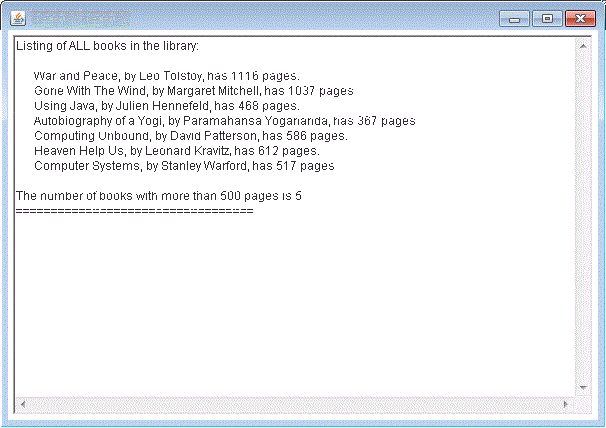 Listing of ALL books in the library:
War and Peace, by Leo Tolstoy, has 1116 pages.
Gone With The Wind, by Margaret Mitchell, has 1037 pages
Using Java, by Julien Hennefeld, has 468 pages.
Autobiography of a Yogi, by Paramahansa Yogananda, has 367 pages
Computing Unbound, by David Patterson, has 586 pages.
Heaven Help Us, by Leonard Kravitz, has 612 pages.
Computer Systems, by Stanley Warford, has 517 pages
The number of books with more than 500 pages is 5
==================================